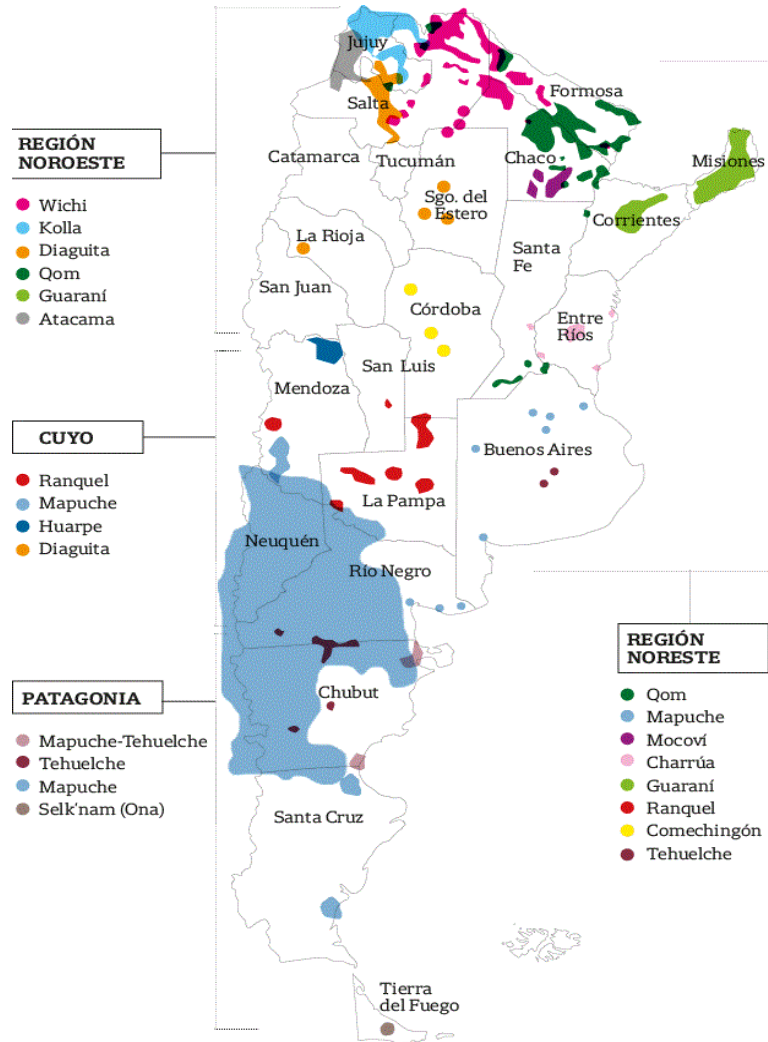 Jujuy
Salta
Formosa
Catamarca
Tucumán
Chaco
Misiones
Sgo. del
Estero
Corrientes
La Rioja
Santa
Fe
San Juan
Córdoba
Entre
Ríos
San Luis
Mendoza
Buenos Aires
La Pampa
Neuquén
Río Negro
Chubut
Santa Cruz
Tierra
del Fuego
REGIÓN
NOROESTE
Wichi
Kolla
Diaguita
Qom
Guaraní
Atacama
CUYO
Ranquel
Mapuche
Huarpe
Diaguita
PATAGONIA
Mapuche-Tehuelche
Tehuelche
Mapuche
Selk'nam (Ona)
REGIÓN
NORESTE
Qom
Mapuche
Mocoví
Charrúa
Guaraní
Ranquel
Comechingón
Tehuelche